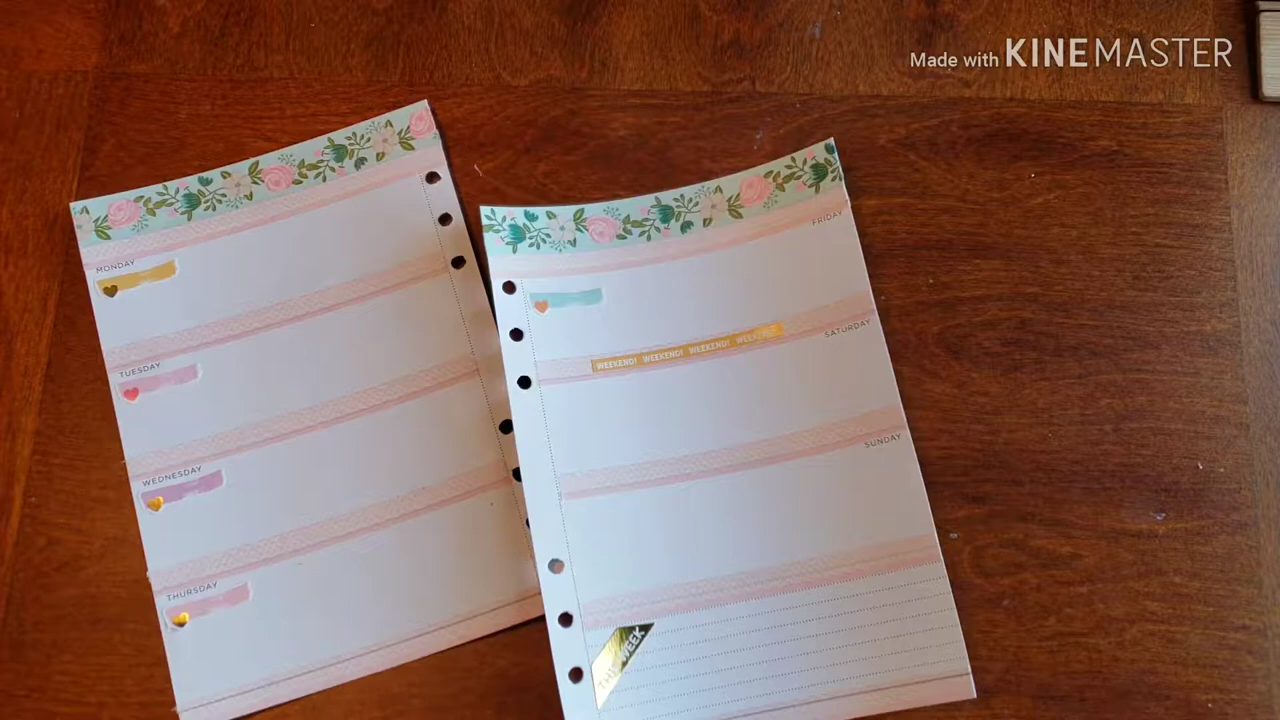 Made with KINEMASTER
MONDAY
TUESDAY
WEDNESDAY
THURSDAY
FRIDAY
WEEKEND! WEEKEND! WEEKEND! WEEKEND!
SATURDAY
SUNDAY
THIS WEEK